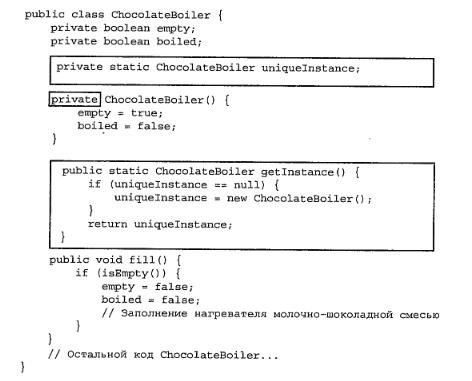 public class ChocolateBoiler {
private boolean empty;
private boolean boiled;
private static ChocolateBoiler uniqueInstance;
private ChocolateBoiler() {
empty = true;
boiled = false;
}
public static ChocolateBoiler getInstance() {
if (uniqueInstance == null) {
uniqueInstance = new ChocolateBoiler();
}
return uniqueInstance;
}
public void fill() {
if (isEmpty()) {
empty = false;
boiled = false;
// Заполнение нагревателя молочно-шоколадной смесью
}
}
// Остальной код ChocolateBoiler...
}